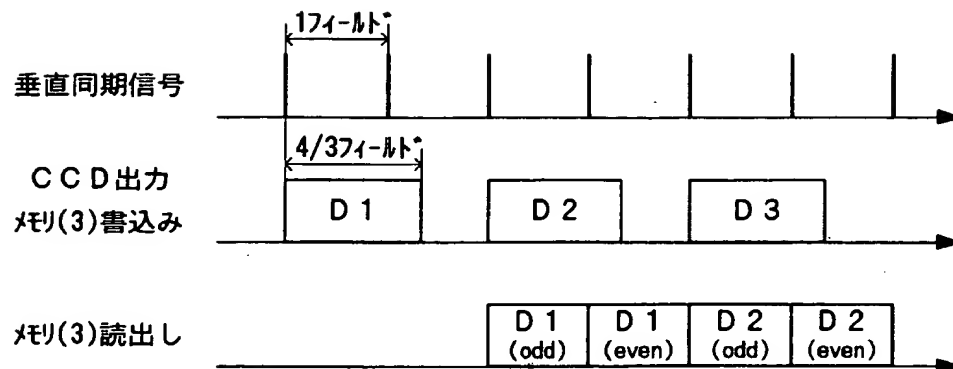 1フィールド
垂直同期信号
4/3フィールド
CCD出力
メモリ(3)書込み
D1 D2 D3
メモリ(3)読出し
D1 D1 D2 D2
(odd) (even) (odd) (even)